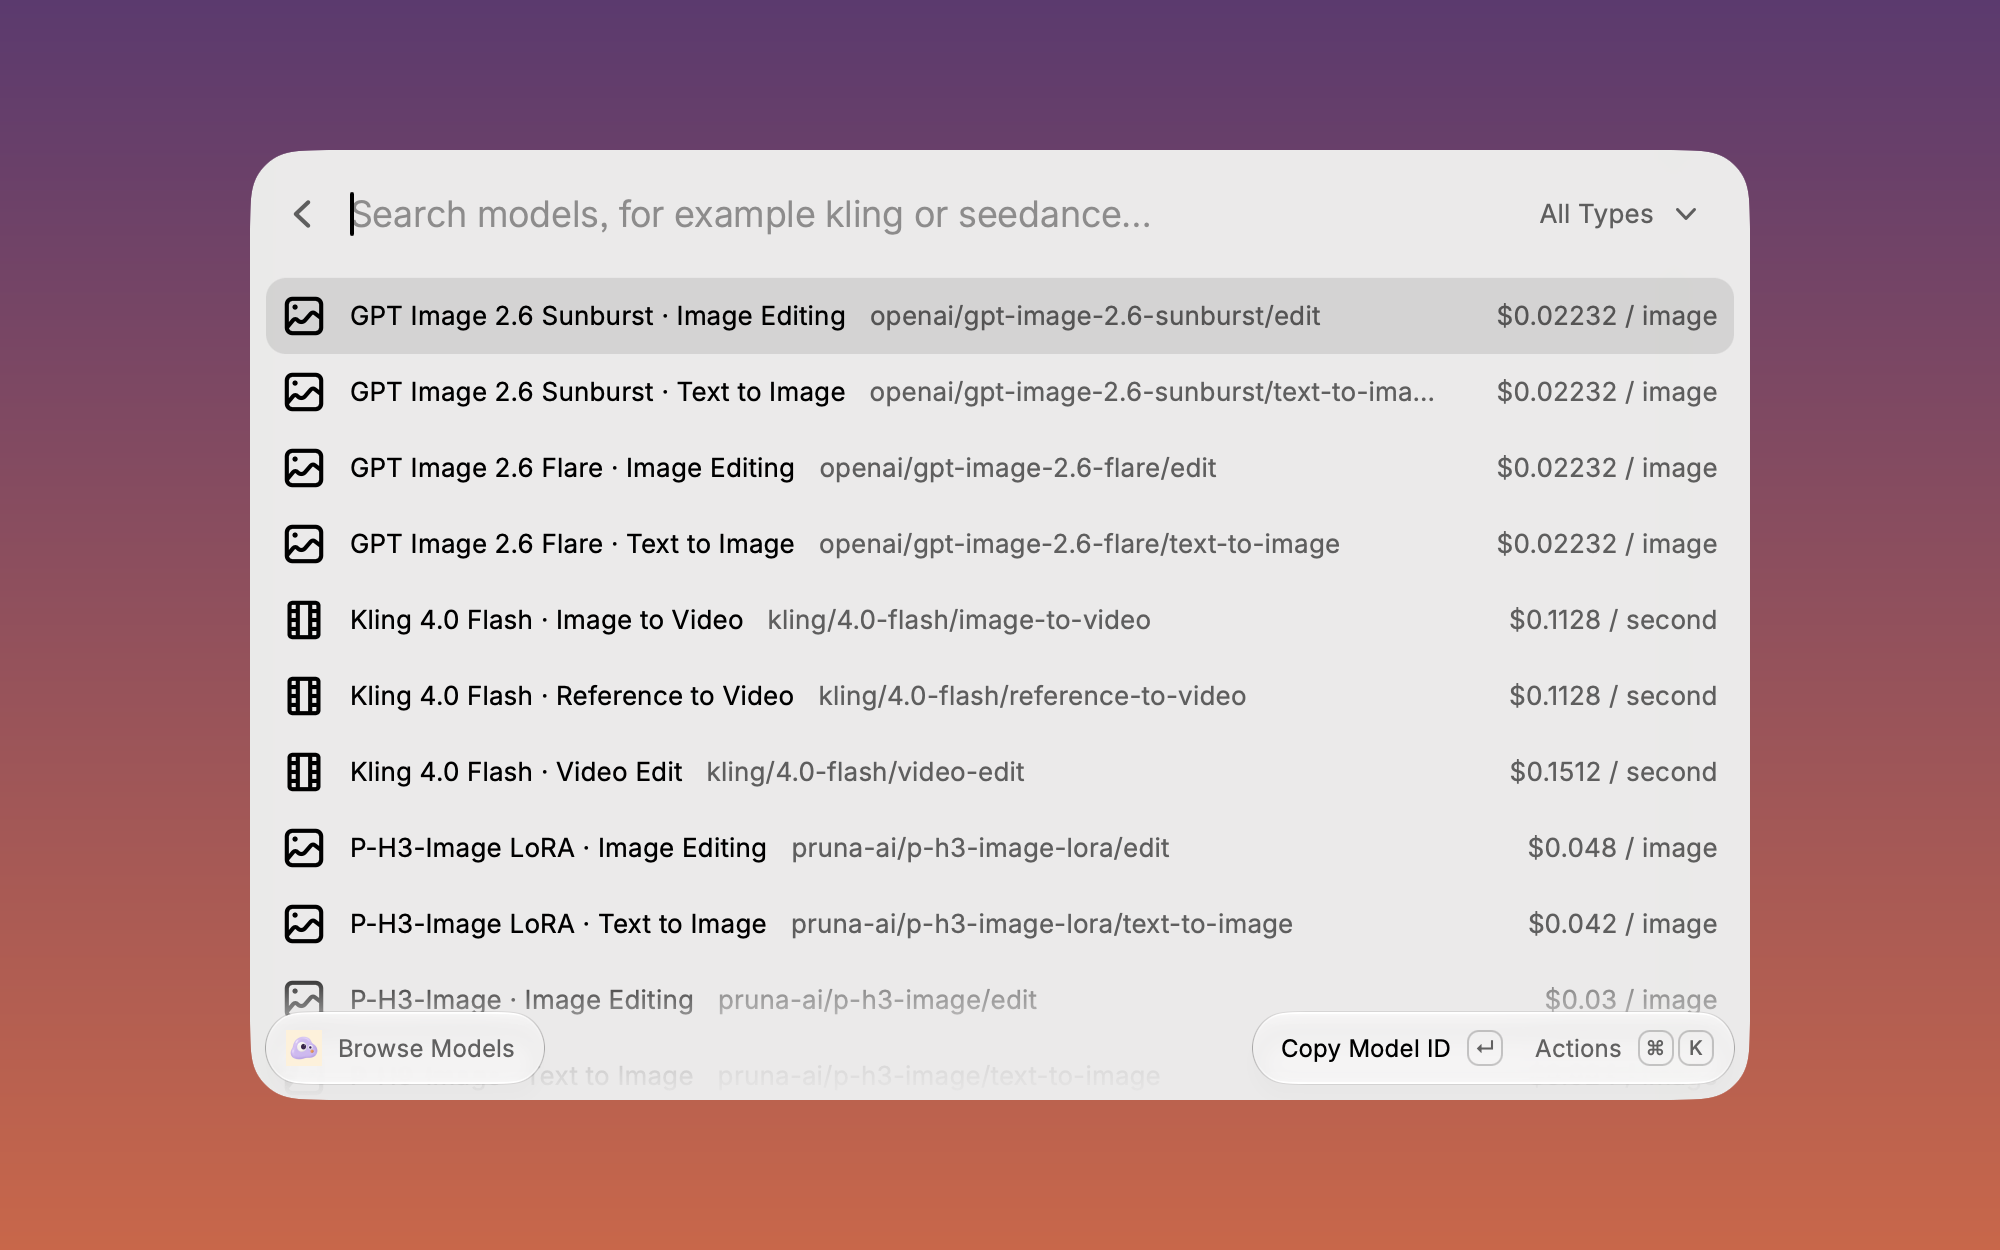 Search models, for example kling or seedance...
All Types
GPT Image 2.6 Sunburst · Image Editing openai/gpt-image-2.6-sunburst/edit $0.02232 / image
GPT Image 2.6 Sunburst · Text to Image openai/gpt-image-2.6-sunburst/text-to-ima... $0.02232 / image
GPT Image 2.6 Flare · Image Editing openai/gpt-image-2.6-flare/edit $0.02232 / image
GPT Image 2.6 Flare · Text to Image openai/gpt-image-2.6-flare/text-to-image $0.02232 / image
Kling 4.0 Flash · Image to Video kling/4.0-flash/image-to-video $0.1128 / second
Kling 4.0 Flash · Reference to Video kling/4.0-flash/reference-to-video $0.1128 / second
Kling 4.0 Flash · Video Edit kling/4.0-flash/video-edit $0.1512 / second
P-H3-Image LoRA · Image Editing pruna-ai/p-h3-image-lora/edit $0.048 / image
P-H3-Image LoRA · Text to Image pruna-ai/p-h3-image-lora/text-to-image $0.042 / image
P-H3-Image · Image Editing pruna-ai/p-h3-image/edit $0.03 / image
Browse Models
Copy Model ID ↵ Actions ⌘ K
Text to Image pruna-ai/p-h3-image/text-to-image